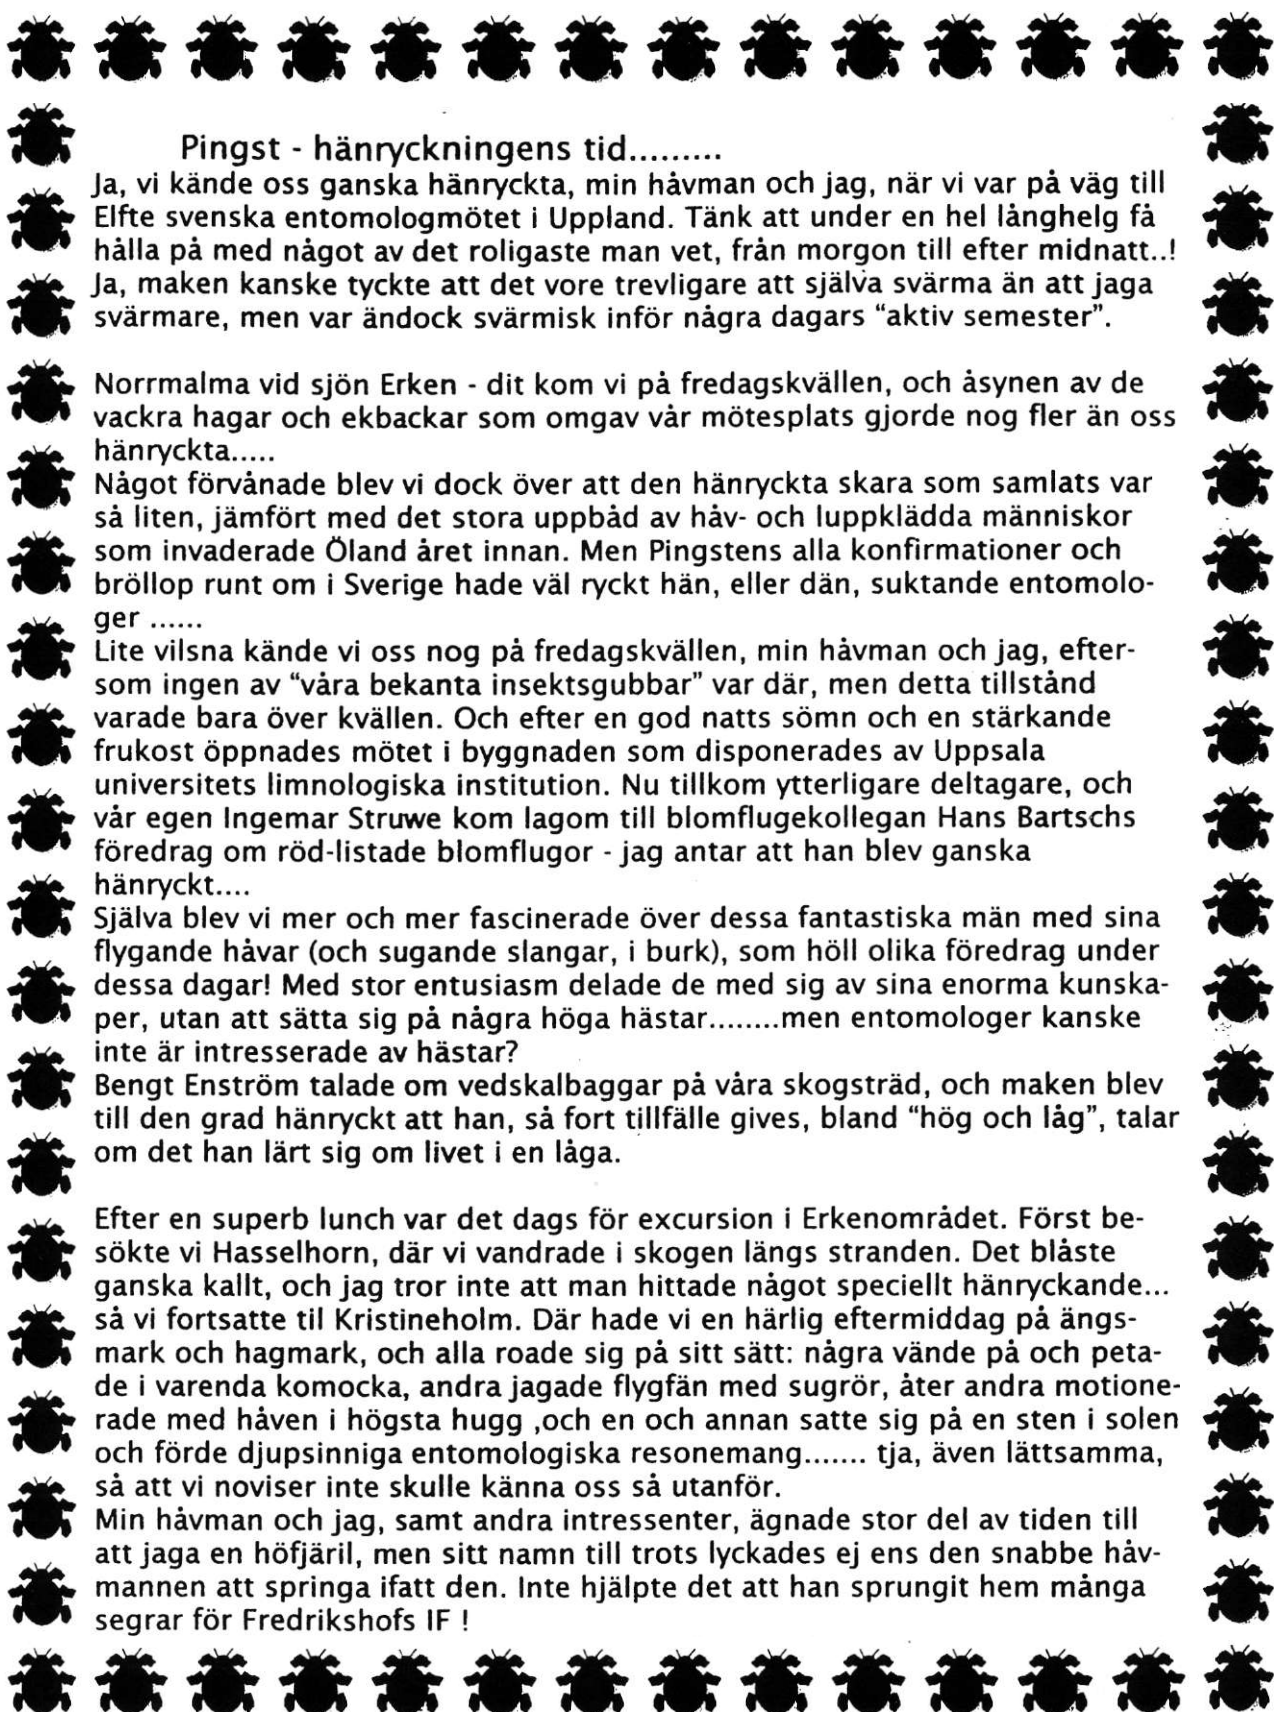 Pingst - hänryckningens tid.........
Ja, vi kände oss ganska hänryckta, min håvman och jag, när vi var på väg till
Elfte svenska entomologmötet i Uppland. Tänk att under en hel långhelg få
hålla på med något av det roligaste man vet, från morgon till efter midnatt..!
Ja, maken kanske tyckte att det vore trevligare att själva svärma än att jaga
svärmare, men var ändock svärmisk inför några dagars “aktiv semester”.
Norrmalma vid sjön Erken - dit kom vi på fredagskvällen, och åsynen av de
vackra hagar och ekbackar som omgav vår mötesplats gjorde nog fler än oss
hänryckta.....
Något förvånade blev vi dock över att den hänryckta skara som samlats var
så liten, jämfört med det stora uppbåd av håv- och luppklädda människor
som invaderade Öland året innan. Men Pingstens alla konfirmationer och
bröllop runt om i Sverige hade väl ryckt hän, eller dän, suktande entomolo-
ger ......
Lite vilsna kände vi oss nog på fredagskvällen, min håvman och jag, efter-
som ingen av “våra bekanta insektsgubbar” var där, men detta tillstånd
varade bara över kvällen. Och efter en god natts sömn och en stärkande
frukost öppnades mötet i byggnaden som disponerades av Uppsala
universitets limnologiska institution. Nu tillkom ytterligare deltagare, och
vår egen Ingemar Struwe kom lagom till blomflugekollegan Hans Bartschs
föredrag om röd-listade blomflugor - jag antar att han blev ganska
hänryckt....
Själva blev vi mer och mer fascinerade över dessa fantastiska män med sina
flygande håvar (och sugande slangar, i burk), som höll olika föredrag under
dessa dagar! Med stor entusiasm delade de med sig av sina enorma kunska-
per, utan att sätta sig på några höga hästar........men entomologer kanske
inte är intresserade av hästar?
Bengt Enström talade om vedskalbaggar på våra skogsträd, och maken blev
till den grad hänryckt att han, så fort tillfälle gives, bland “hög och låg”, talar
om det han lärt sig om livet i en låga.
Efter en superb lunch var det dags för excursion i Erkenområdet. Först be-
sökte vi Hasselhorn, där vi vandrade i skogen längs stranden. Det blåste
ganska kallt, och jag tror inte att man hittade något speciellt hänryckande...
så vi fortsatte til Kristineholm. Där hade vi en härlig eftermiddag på ängs-
mark och hagmark, och alla roade sig på sitt sätt: några vände på och peta-
de i varenda komocka, andra jagade flygfän med sugrör, åter andra motione-
rade med håven i högsta hugg ,och en och annan satte sig på en sten i solen
och förde djupsinniga entomologiska resonemang....... tja, även lättsamma,
så att vi noviser inte skulle känna oss så utanför.
Min håvman och jag, samt andra intressenter, ägnade stor del av tiden till
att jaga en höfjäril, men sitt namn till trots lyckades ej ens den snabbe håv-
mannen att springa ifatt den. Inte hjälpte det att han sprungit hem många
segrar för Fredrikshofs IF !